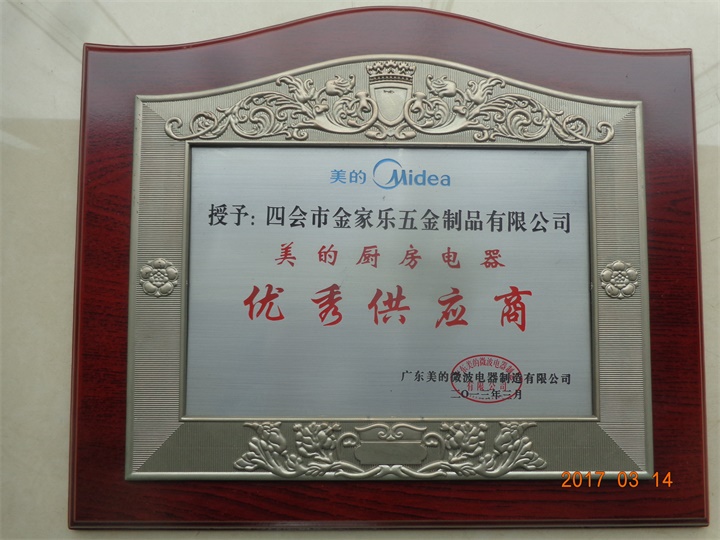 美的 Midea
授予：四会市金家乐五金制品有限公司
美的厨房电器
优秀供应商
广东美的微波电器制造有限公司
二〇一二年三月
2017 03 14